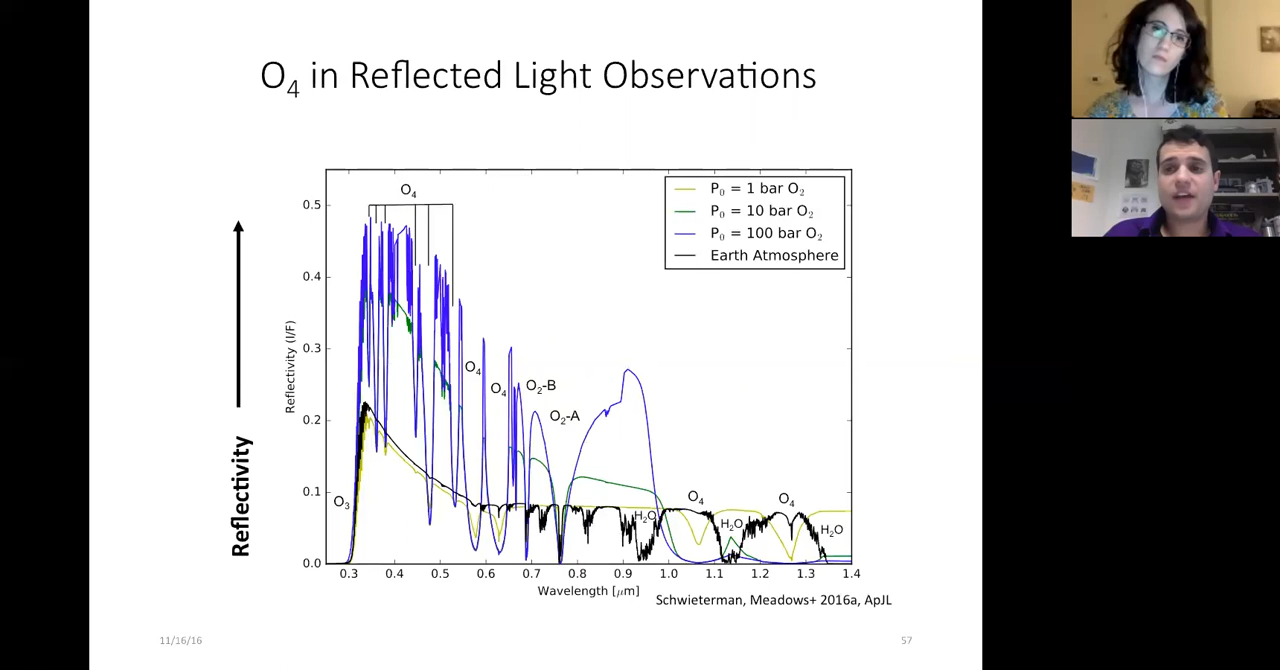 O4 in Reflected Light Observations
O4
P0 = 1 bar O2
P0 = 10 bar O2
P0 = 100 bar O2
Earth Atmosphere
0.5
0.4
0.3
0.2
0.1
0.0
Reflectivity
Reflectivity (I/F)
O4
O4
O2-B
O2-A
O3
H2O
O4
H2O
O4
H2O
0.3 0.4 0.5 0.6 0.7 0.8 0.9 1.0 1.1 1.2 1.3 1.4
Wavelength [μm]
Schwieterman, Meadows+ 2016a, ApJL
11/16/16
57